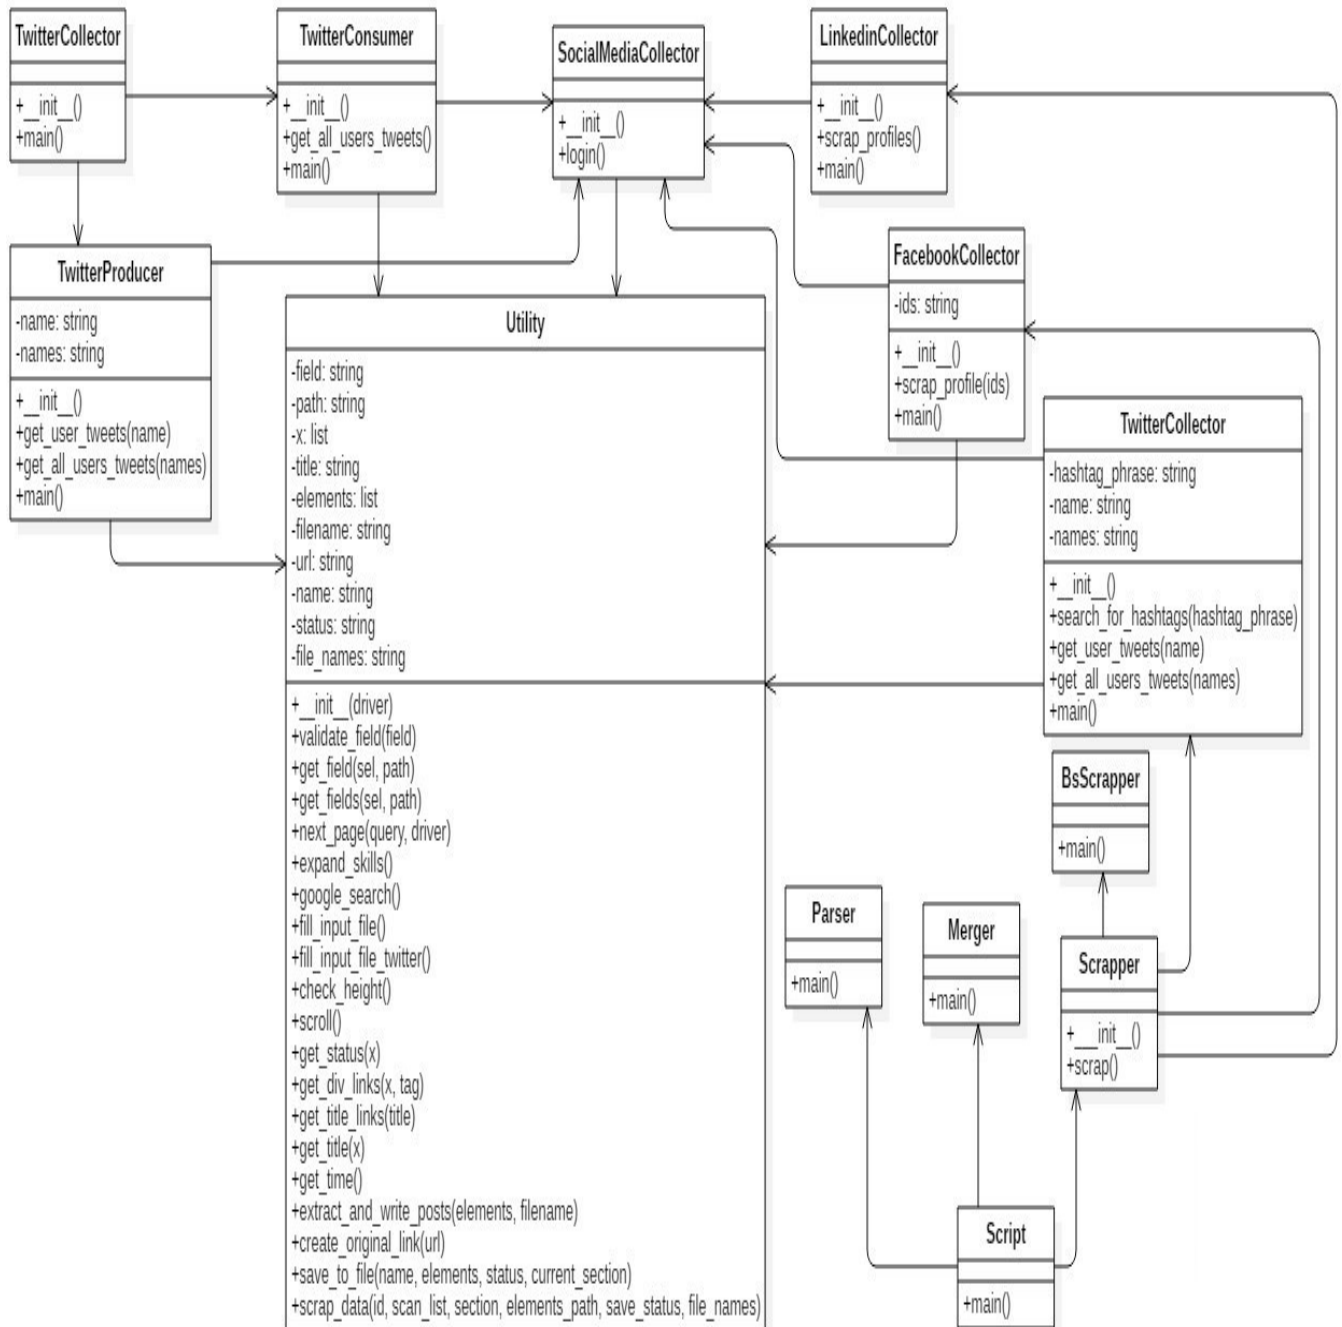 TwitterCollector
+__init__()
+main()
TwitterConsumer
+__init__()
+get_all_users_tweets()
+main()
SocialMediaCollector
+__init__()
+login()
LinkedinCollector
+__init__()
+scrap_profiles()
+main()
TwitterProducer
-name: string
-names: string
+__init__()
+get_user_tweets(name)
+get_all_users_tweets(names)
+main()
Utility
-field: string
-path: string
-x: list
-title: string
-elements: list
-filename: string
-url: string
-name: string
-status: string
-file_names: string
+__init__(driver)
+validate_field(field)
+get_field(sel, path)
+get_fields(sel, path)
+next_page(query, driver)
+expand_skills()
+google_search()
+fill_input_file()
+fill_input_file_twitter()
+check_height()
+scroll()
+get_status(x)
+get_div_links(x, tag)
+get_title_links(title)
+get_title(x)
+get_time()
+extract_and_write_posts(elements, filename)
+create_original_link(url)
+save_to_file(name, elements, status, current_section)
+scrap_data(id, scan_list, section, elements_path, save_status, file_names)
FacebookCollector
-ids: string
+__init__()
+scrap_profile(ids)
+main()
TwitterCollector
-hashtag_phrase: string
-name: string
-names: string
+__init__()
+search_for_hashtags(hashtag_phrase)
+get_user_tweets(name)
+get_all_users_tweets(names)
+main()
BsScrapper
+main()
Parser
+main()
Merger
+main()
Scrapper
+___init__()
+scrap()
Script
+main()